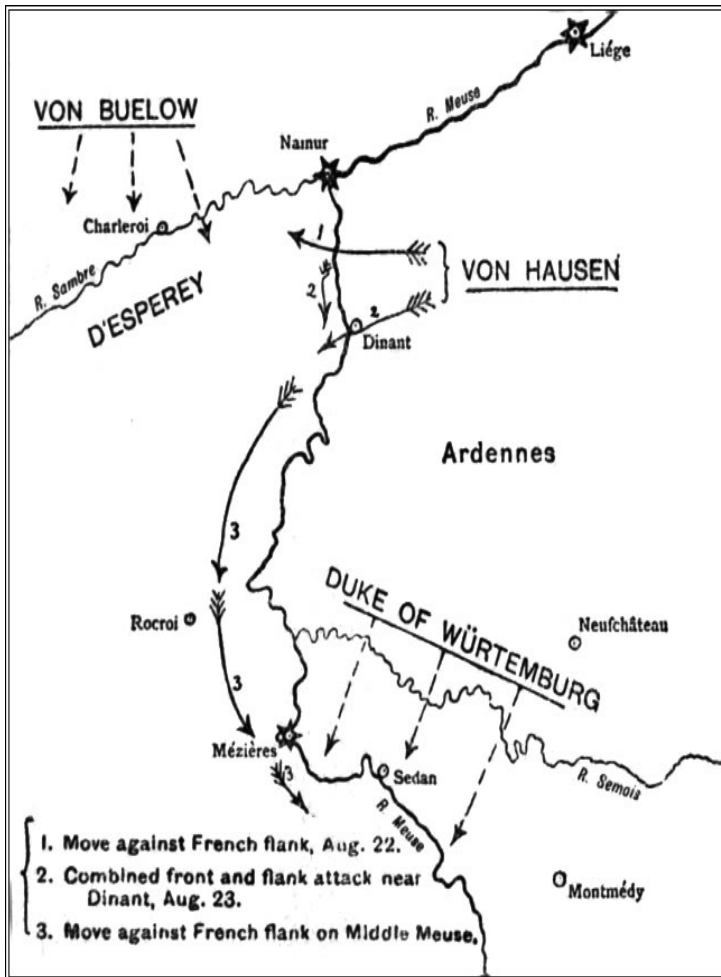 Liége
R. Meuse
VON BUELOW
Namur
Charleroi
1
R. Sambre
VON HAUSEN
D'ESPEREY
2
2
Dinant
Ardennes
3
DUKE OF WÜRTEMBURG
Rocroi
Neufchâteau
3
Mézières
3
Sedan
R. Semois
R. Meuse
Montmédy
1. Move against French flank, Aug. 22.
2. Combined front and flank attack near
Dinant, Aug. 23.
3. Move against French flank on Middle Meuse.